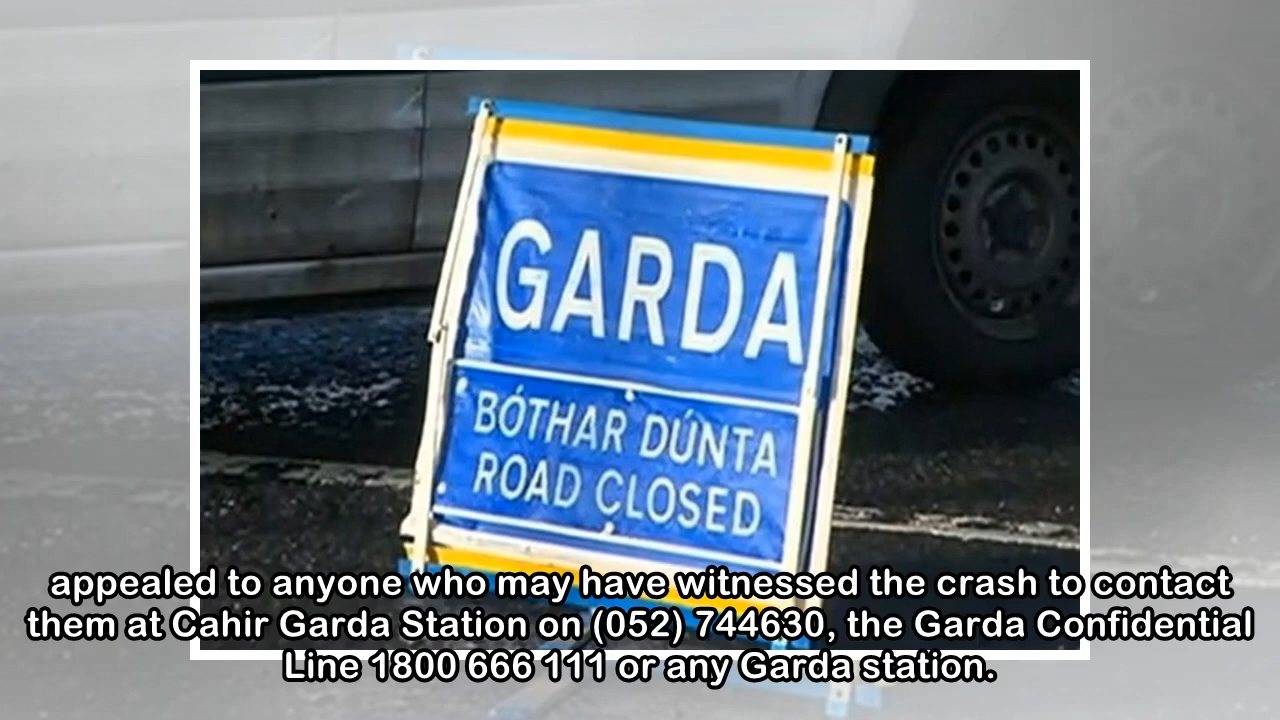 GARDA
BÓTHAR DÚNTA
ROAD CLOSED
appealed to anyone who may have witnessed the crash to contact
them at Cahir Garda Station on (052) 744630, the Garda Confidential
Line 1800 666 111 or any Garda station.